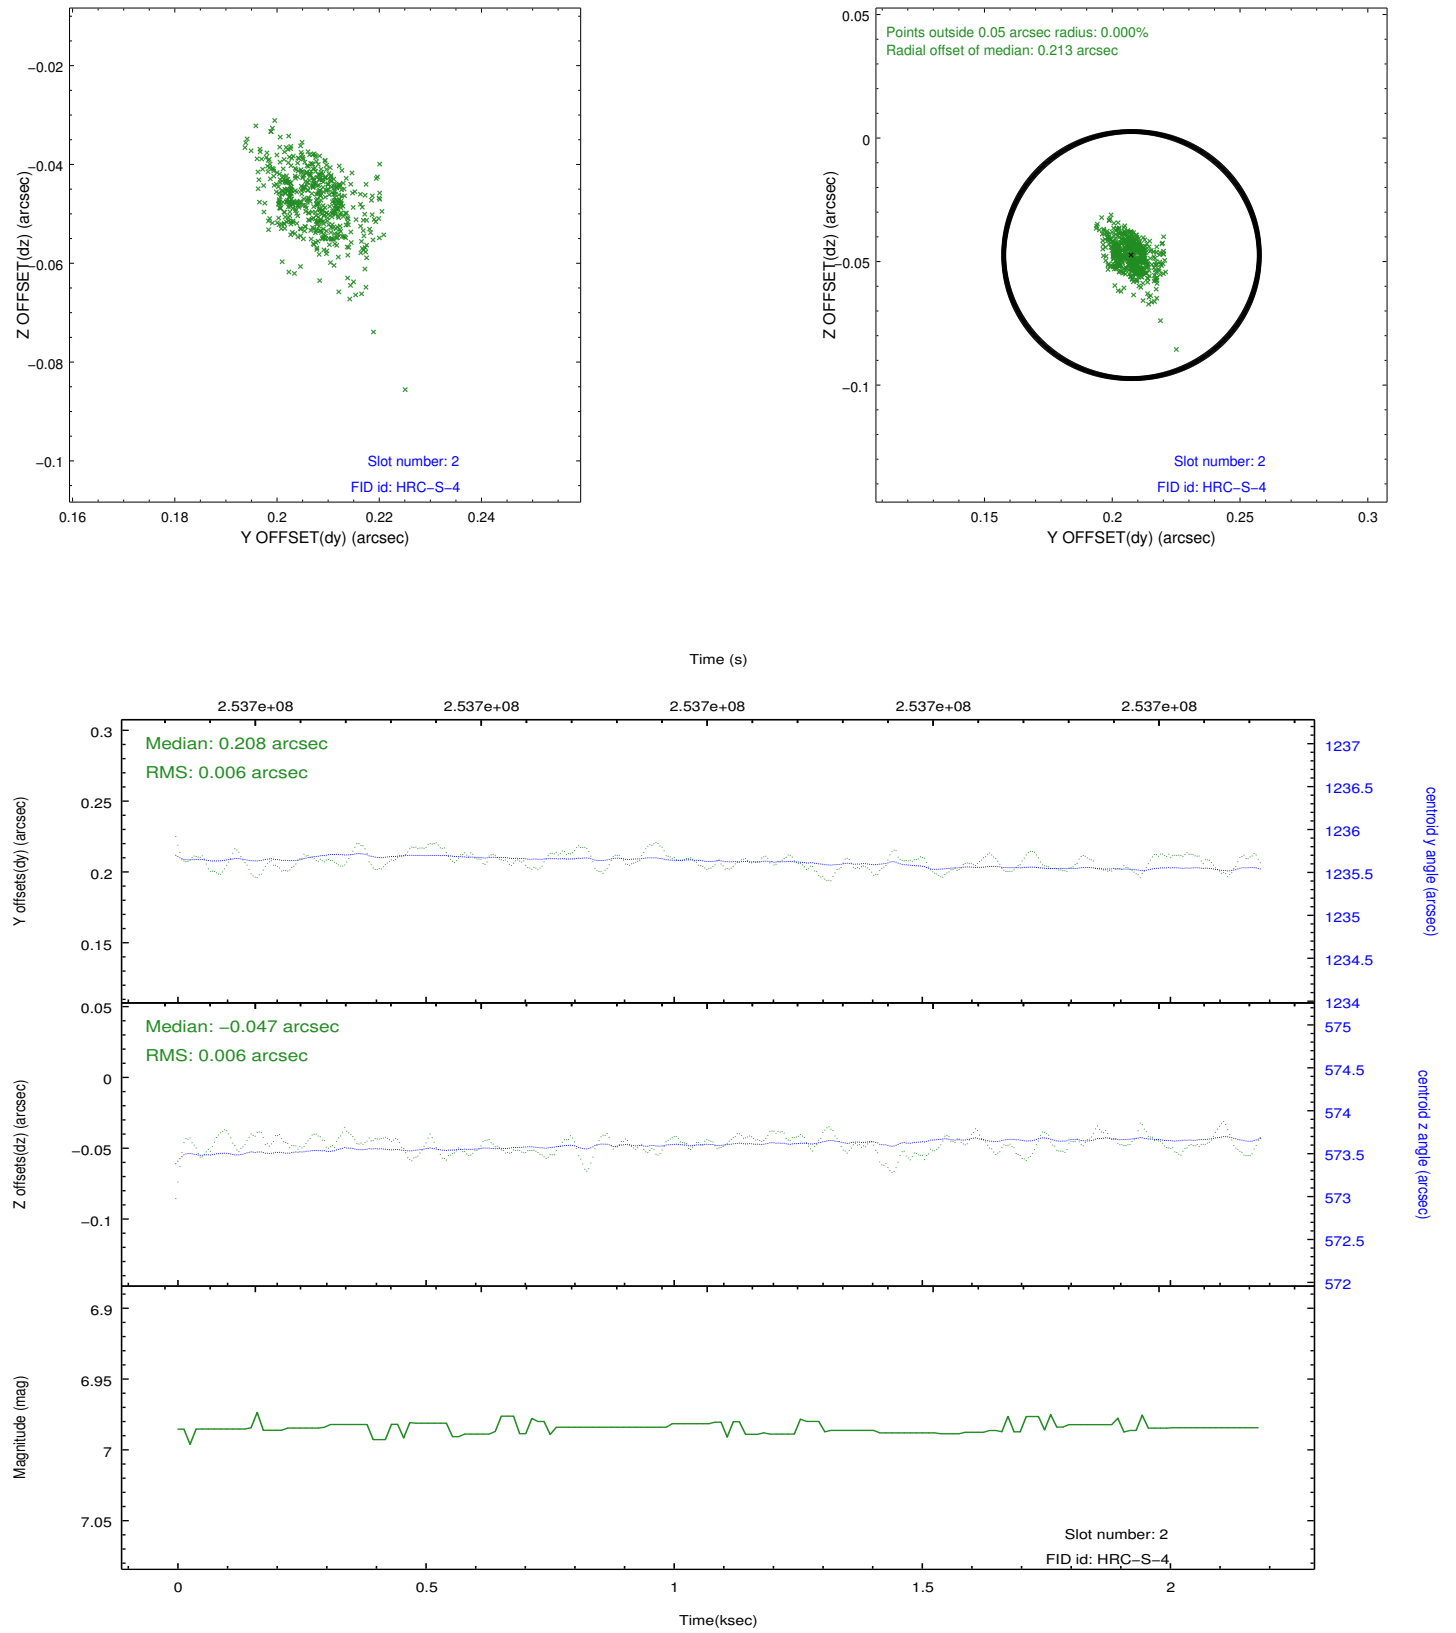 −0.02
−0.04
−0.06
−0.08
−0.1
Z OFFSET(dz) (arcsec)
Slot number: 2
FID id: HRC−S−4
0.16
0.18
0.2
0.22
0.24
Y OFFSET(dy) (arcsec)
0.05
0
−0.05
−0.1
Z OFFSET(dz) (arcsec)
Points outside 0.05 arcsec radius: 0.000%
Radial offset of median: 0.213 arcsec
Slot number: 2
FID id: HRC−S−4
0.15
0.2
0.25
0.3
Y OFFSET(dy) (arcsec)
Time (s)
2.537e+08
2.537e+08
2.537e+08
2.537e+08
2.537e+08
Median: 0.208 arcsec
RMS: 0.006 arcsec
0.3
0.25
0.2
0.15
Y offsets(dy) (arcsec)
1237
1236.5
1236
1235.5
1235
1234.5
1234
centroid y angle (arcsec)
Median: −0.047 arcsec
RMS: 0.006 arcsec
0.05
0
−0.05
−0.1
Z offsets(dz) (arcsec)
575
574.5
574
573.5
573
572.5
572
centroid z angle (arcsec)
6.9
6.95
7
7.05
Magnitude (mag)
Slot number: 2
FID id: HRC−S−4
0
0.5
1
1.5
2
Time(ksec)